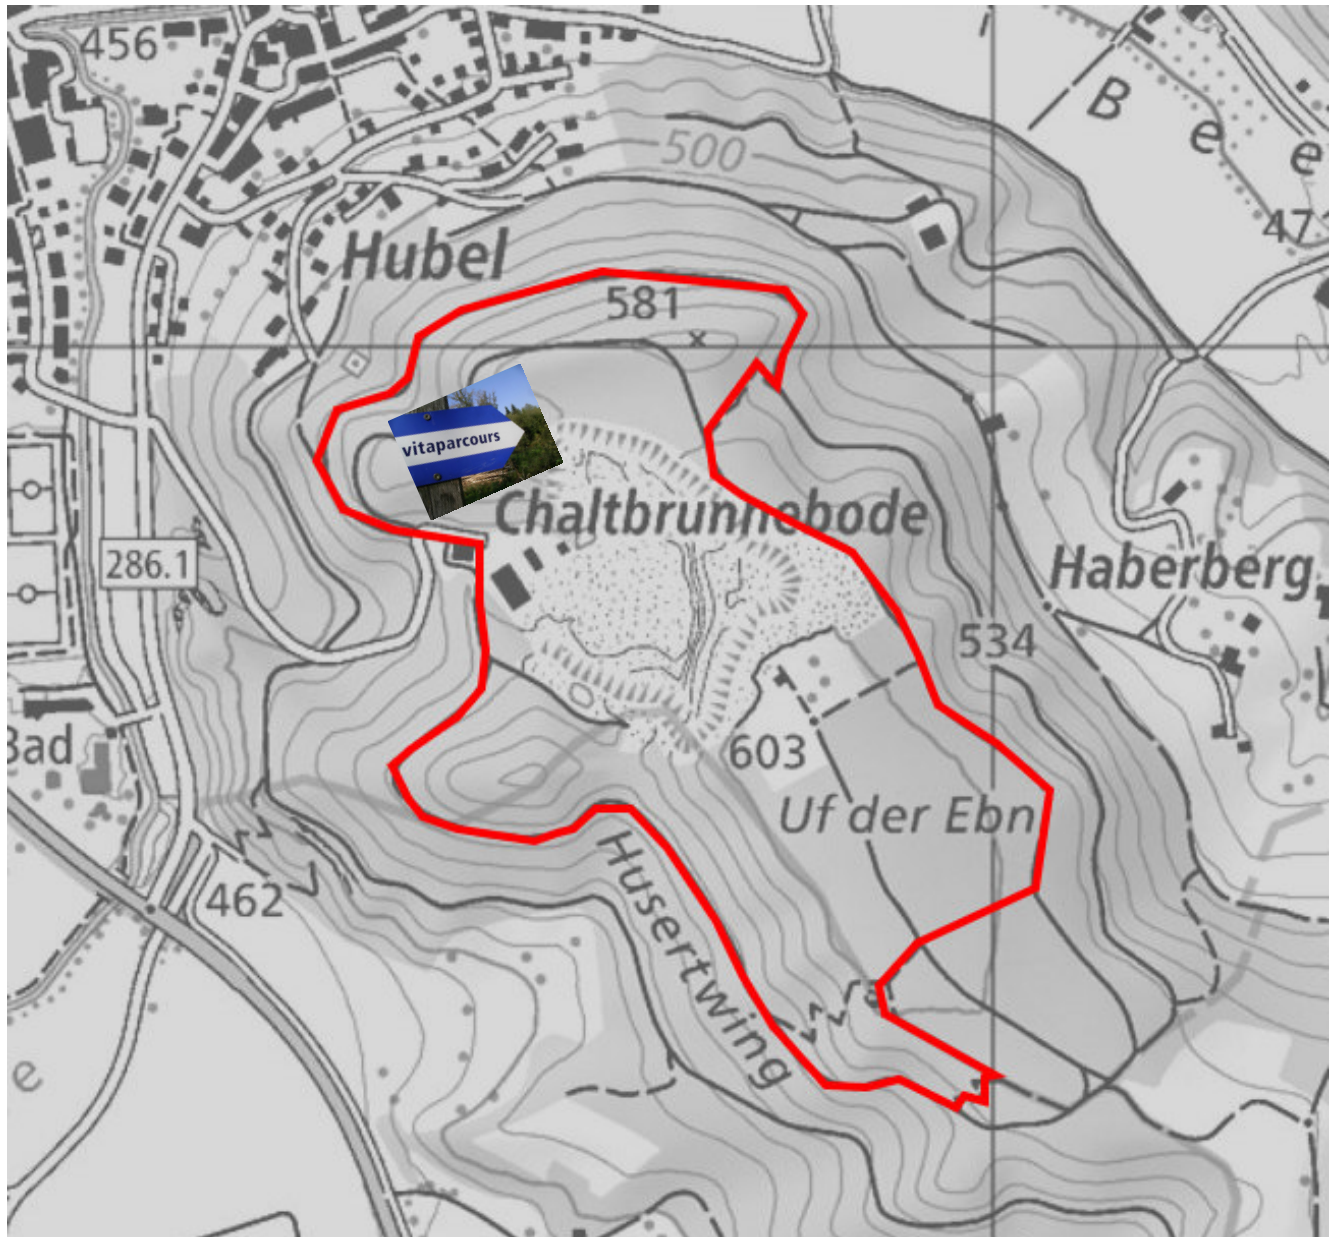 456
B e e
500
47
Hubel
581
vitaparcours
Chaltbrunnebode
286.1
Haberberg
534
Bad
603
Uf der Ebn
462
Husertwing
e